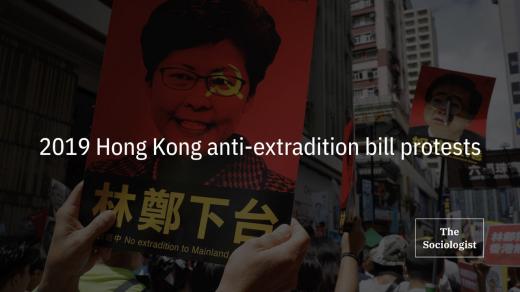 2019 Hong Kong anti-extradition bill protests
林鄭下台
No extradition to Mainland
The
Sociologist